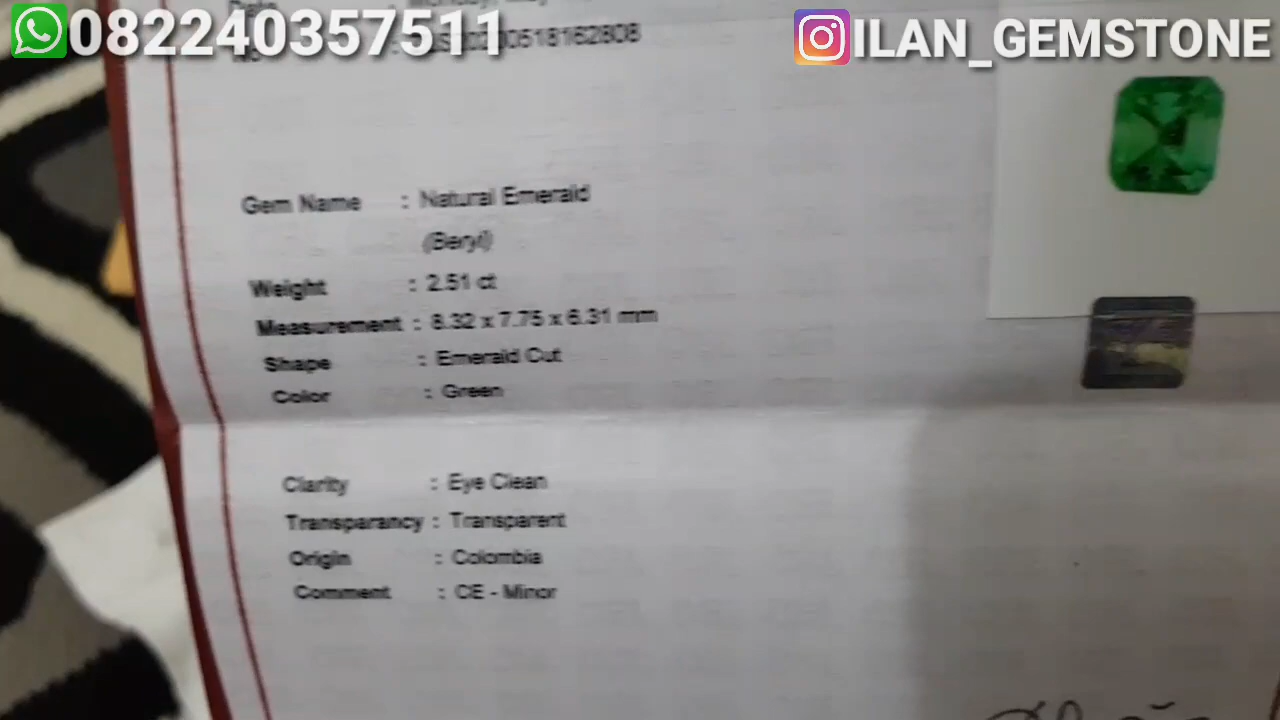 082240357511
ILAN_GEMSTONE
Gem Name : Natural Emerald
(Beryl)
Weight : 2.51 ct
Measurement : 8.32 x 7.75 x 6.31 mm
Shape : Emerald Cut
Color : Green
Clarity : Eye Clean
Transparancy : Transparent
Origin : Colombia
Comment : CE - Minor